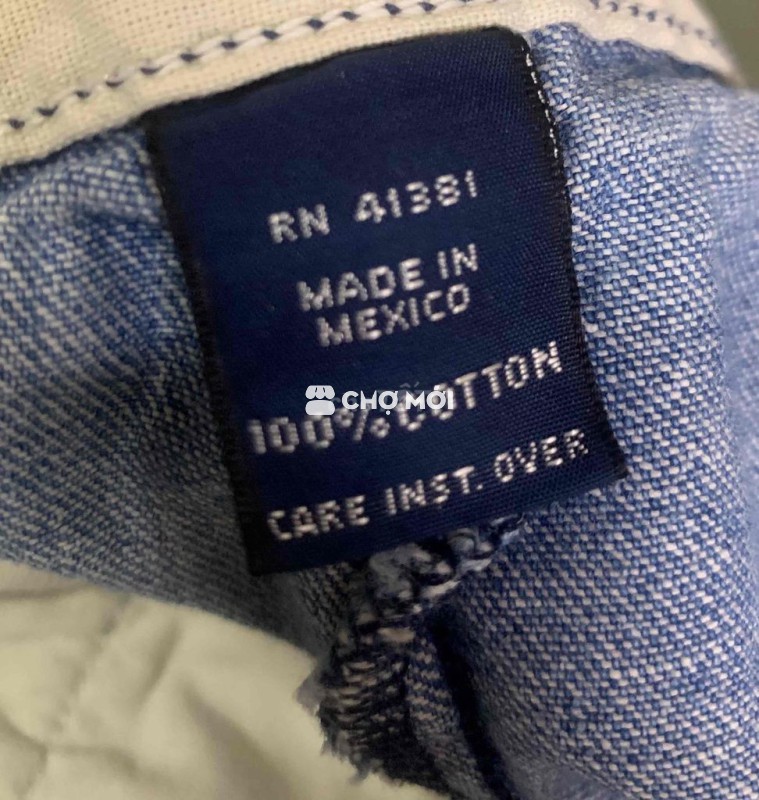 RN 41381
MADE IN
MEXICO
100% COTTON
CHỢ MỚI
CARE INST. OVER